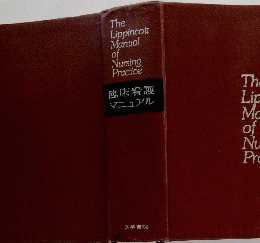 The
Lippincott
Manual
of
Nursing
Practice
臨床看護
マニュアル
The
Lip
Ma
of
Nu
Pra